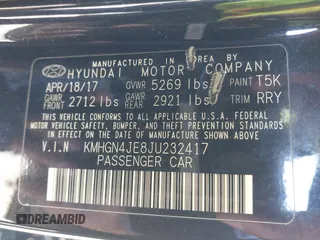 MANUFACTURED IN KOREA BY
HYUNDAI MOTOR COMPANY
APR/18/17 GVWR 5269 lbs PAINT T5K
GAWR FRONT 2712 lbs GAWR REAR 2921 lbs TRIM RRY
THIS VEHICLE CONFORMS TO ALL APPLICABLE
U.S. FEDERAL MOTOR VEHICLE SAFETY, BUMPER,
AND THEFT PREVENTION STANDARDS IN EFFECT
ON THE DATE OF MANUFACTURE SHOWN ABOVE.
V.I.N KMHGN4JE8JU232417
PASSENGER CAR
DREAMBID